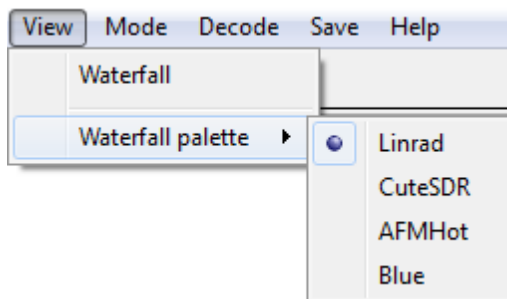 View Mode Decode Save Help
Waterfall
Waterfall palette
Linrad
CuteSDR
AFMHot
Blue